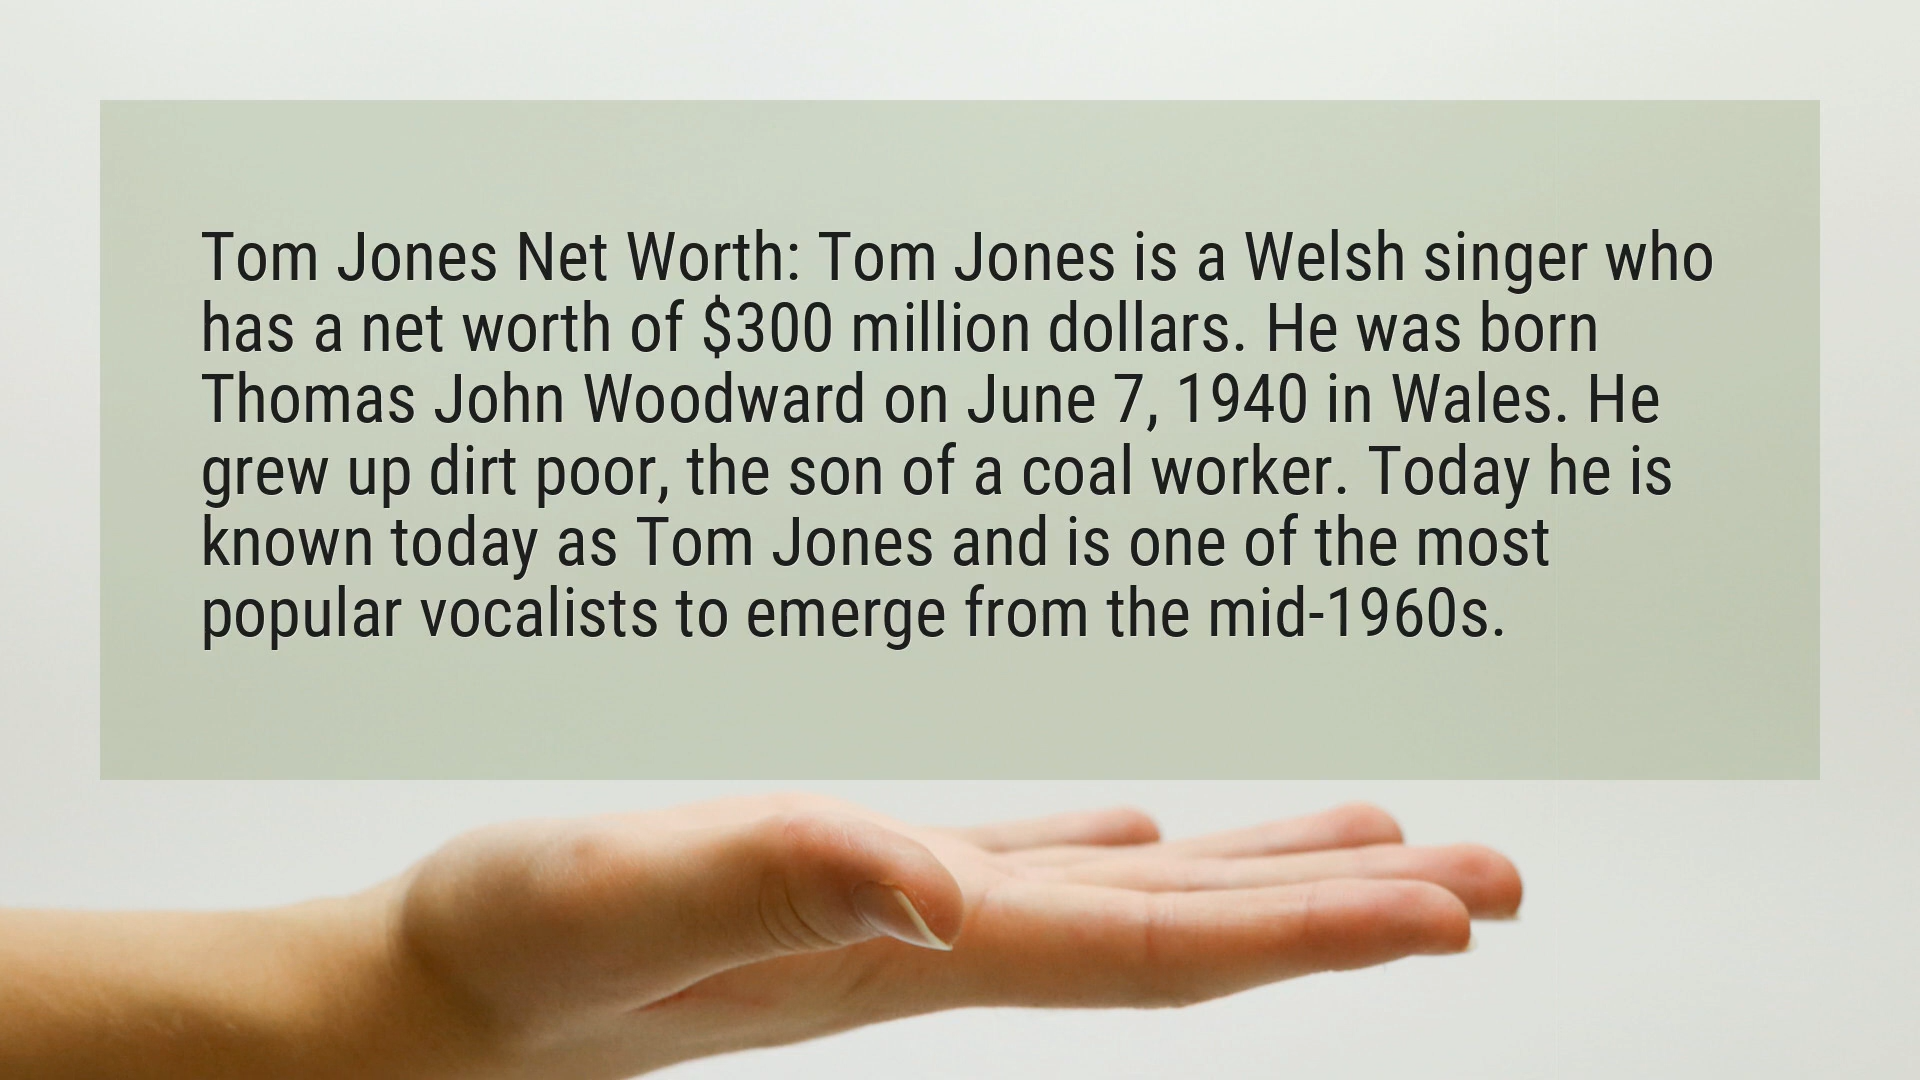 Tom Jones Net Worth: Tom Jones is a Welsh singer who
has a net worth of $300 million dollars. He was born
Thomas John Woodward on June 7, 1940 in Wales. He
grew up dirt poor, the son of a coal worker. Today he is
known today as Tom Jones and is one of the most
popular vocalists to emerge from the mid-1960s.